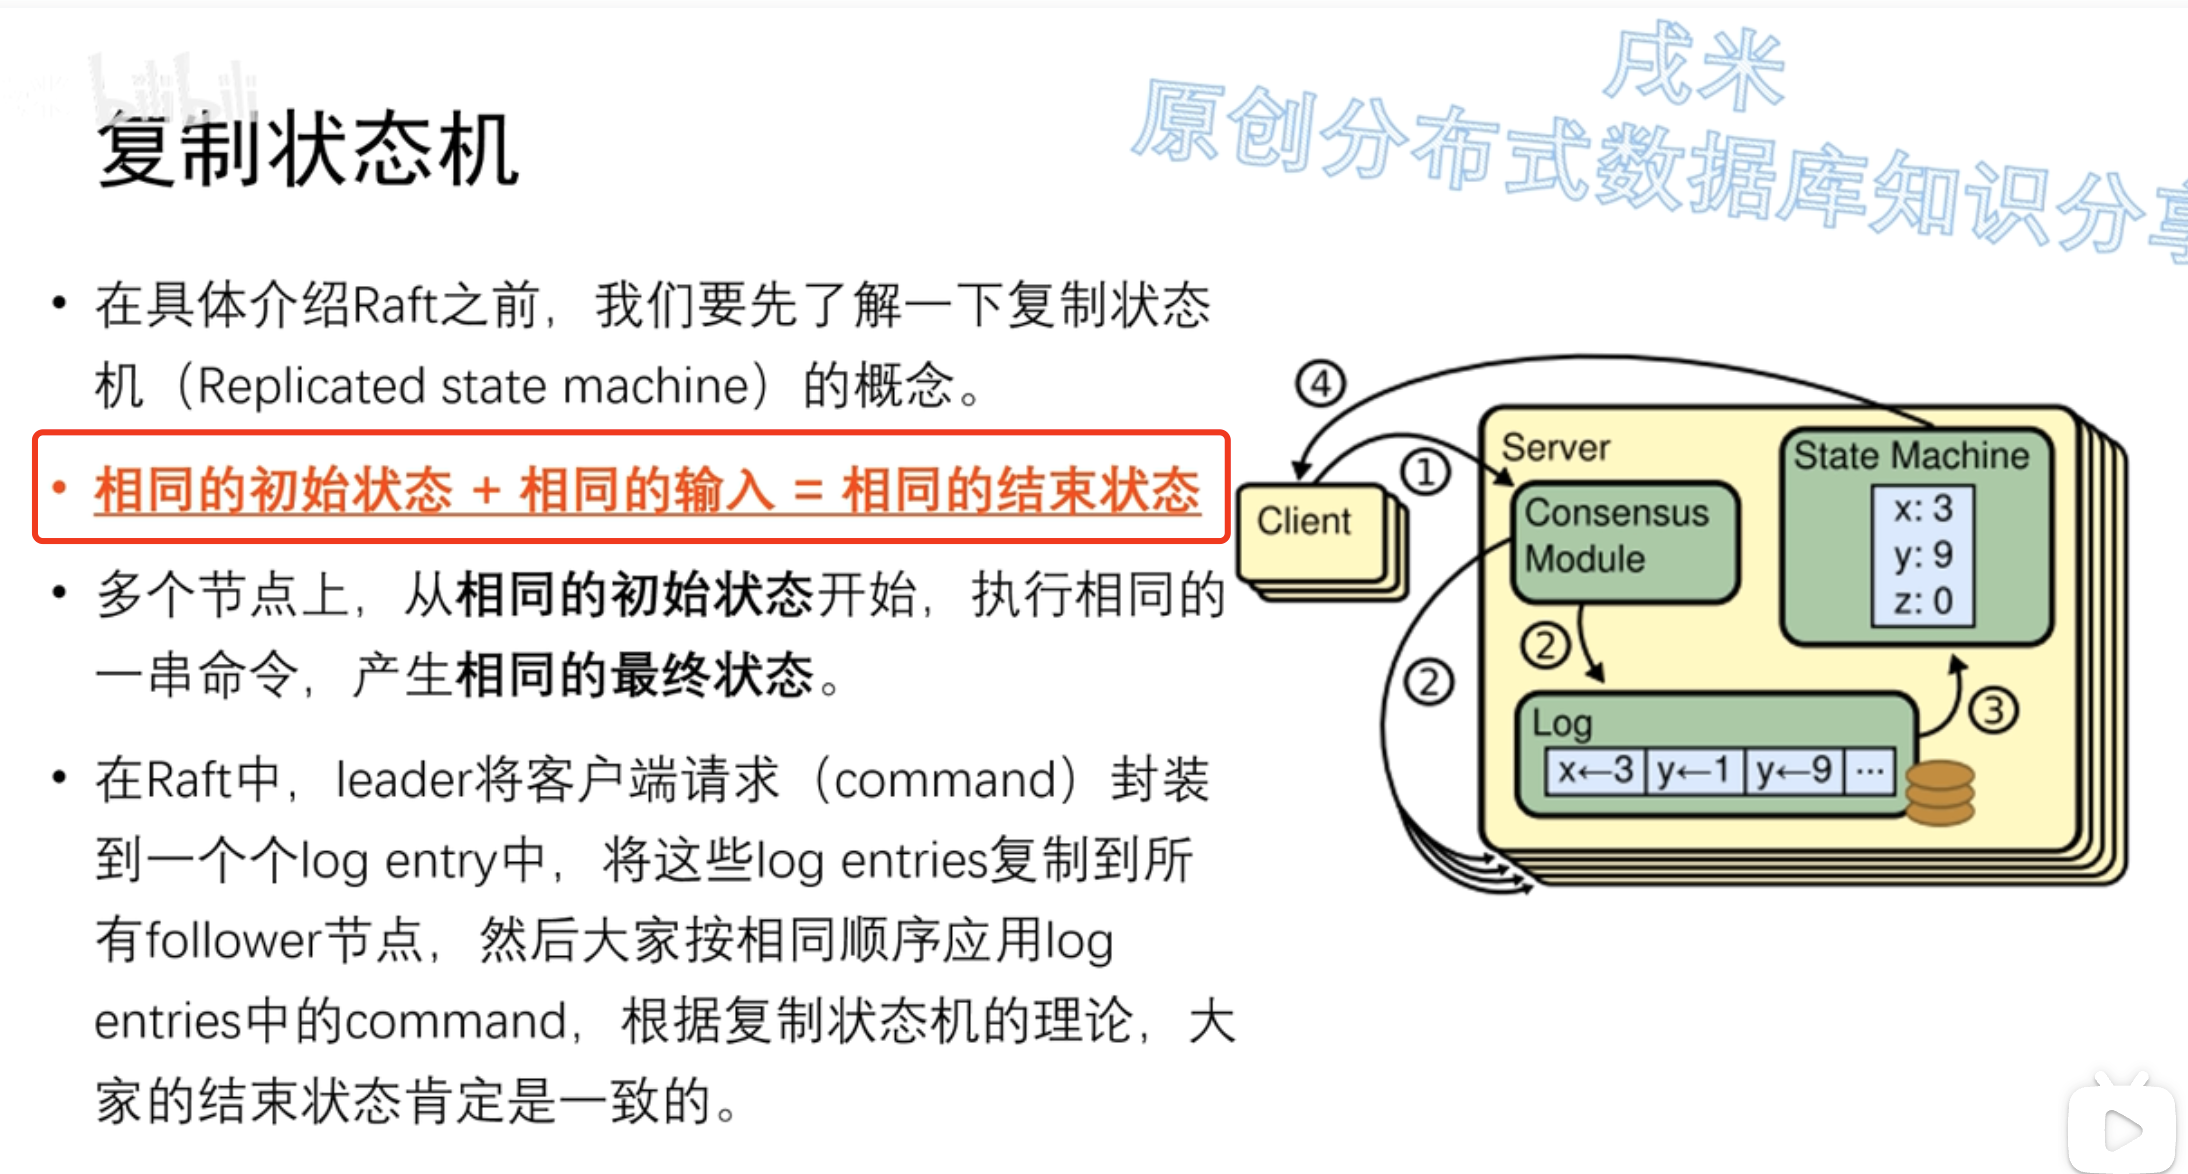 bilibili
戌米
原创分布式数据库知识分享
复制状态机
• 在具体介绍Raft之前，我们要先了解一下复制状态
机（Replicated state machine）的概念。
• 相同的初始状态 + 相同的输入 = 相同的结束状态
• 多个节点上，从相同的初始状态开始，执行相同的
一串命令，产生相同的最终状态。
• 在Raft中，leader将客户端请求（command）封装
到一个个log entry中，将这些log entries复制到所
有follower节点，然后大家按相同顺序应用log
entries中的command，根据复制状态机的理论，大
家的结束状态肯定是一致的。
④
①
Client
Server
Consensus
Module
State Machine
x: 3
y: 9
z: 0
②
②
③
Log
x←3 y←1 y←9 ···